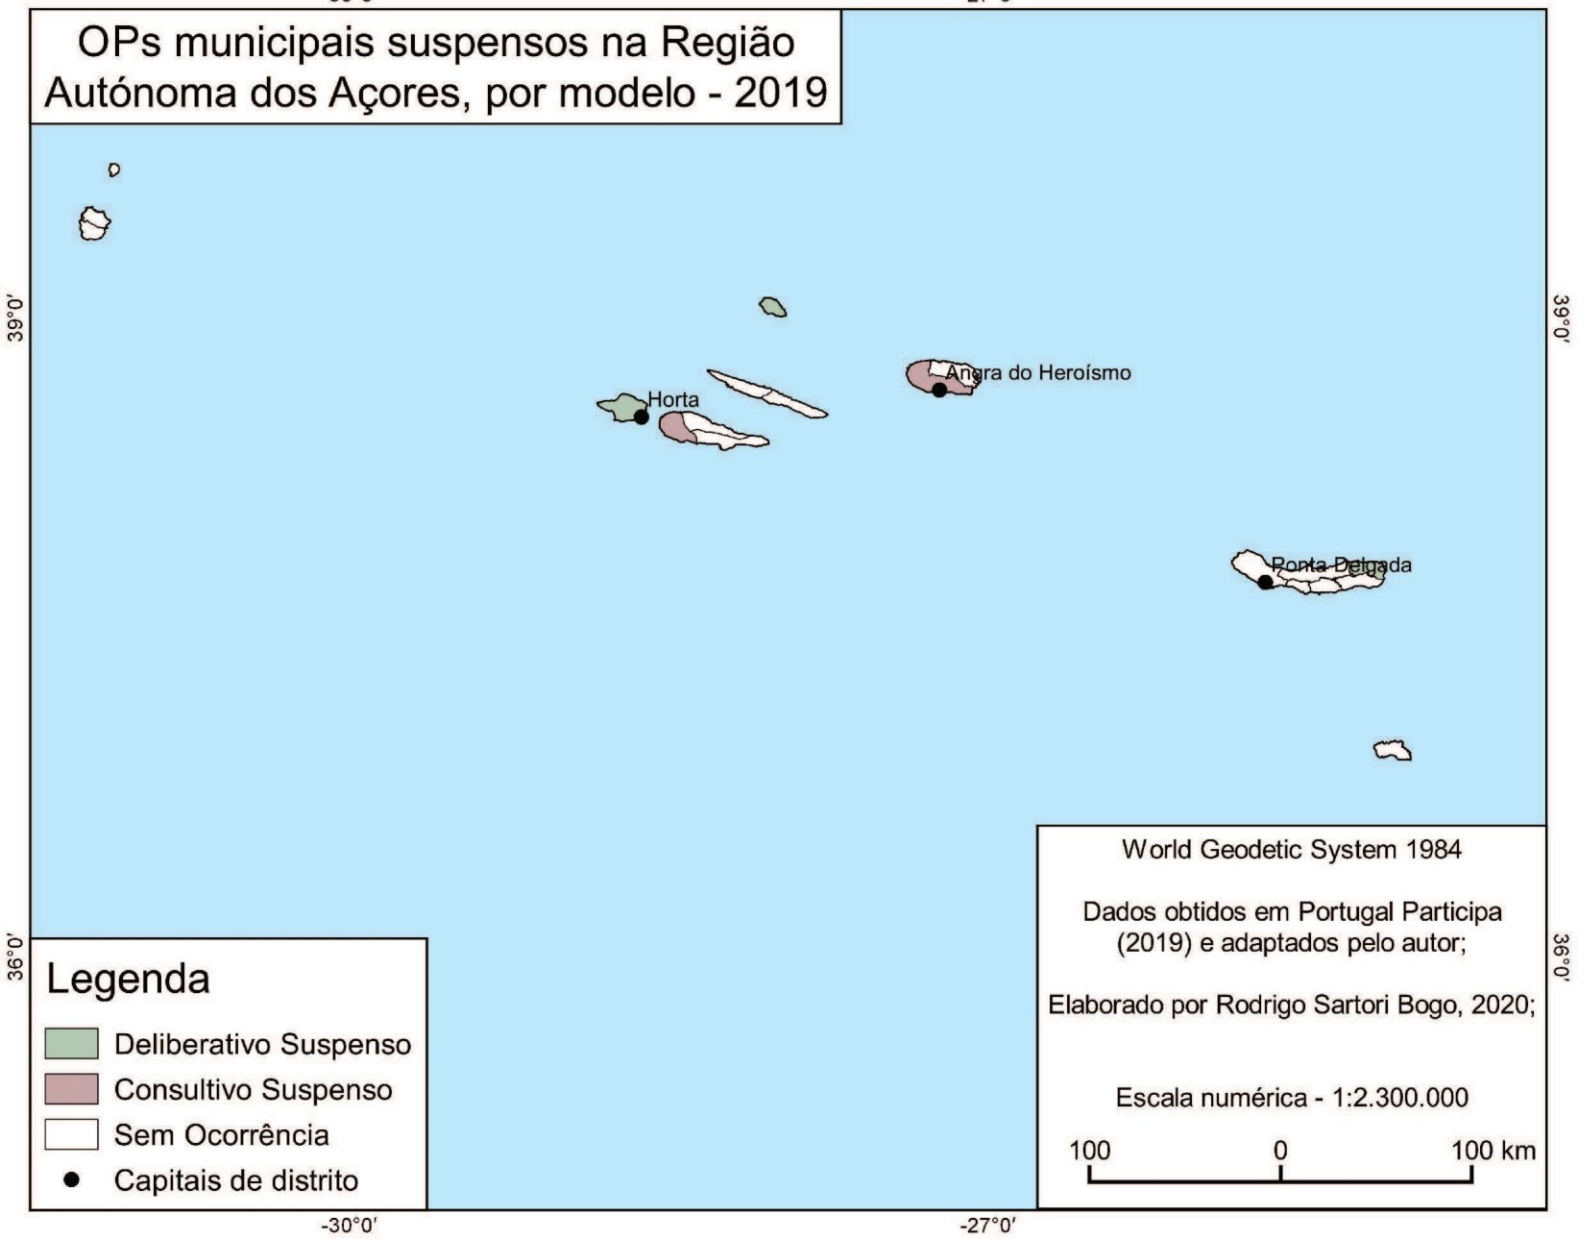 OPs municipais suspensos na Região
Autónoma dos Açores, por modelo - 2019
39°0'
39°0'
Angra do Heroísmo
Horta
Ponta Delgada
36°0'
36°0'
World Geodetic System 1984
Dados obtidos em Portugal Participa
(2019) e adaptados pelo autor;
Elaborado por Rodrigo Sartori Bogo, 2020;
Escala numérica - 1:2.300.000
100 0 100 km
Legenda
Deliberativo Suspenso
Consultivo Suspenso
Sem Ocorrência
Capitais de distrito
-30°0'
-27°0'